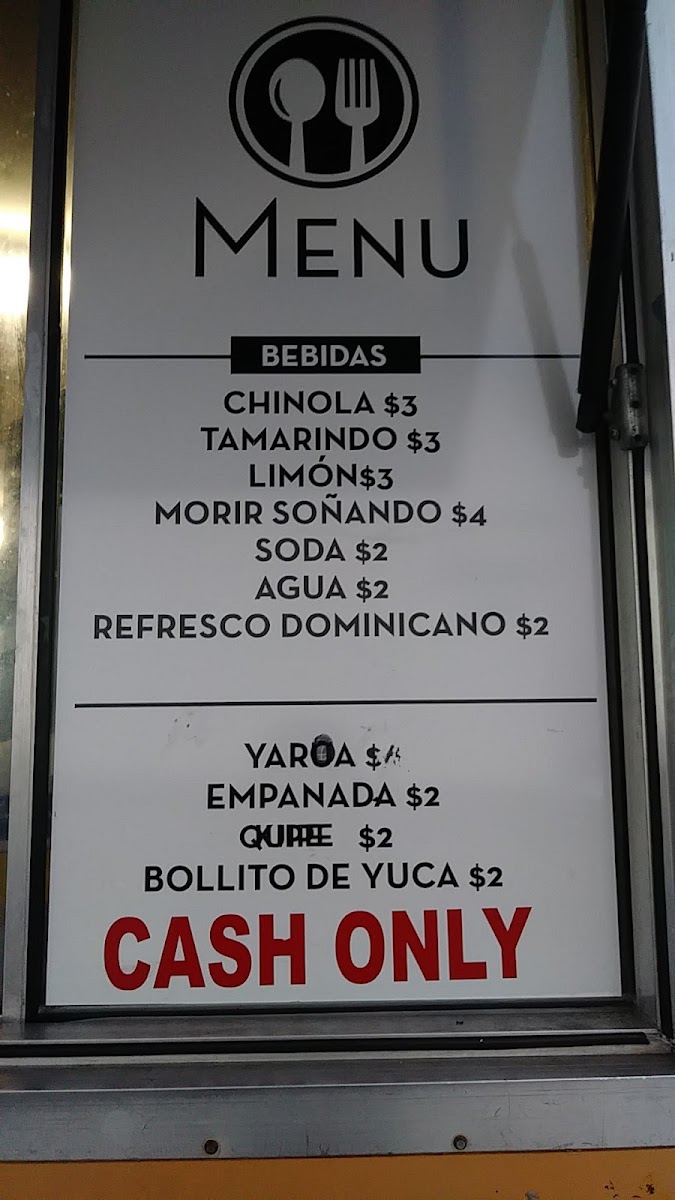 MENU
BEBIDAS
CHINOLA $3
TAMARINDO $3
LIMÓN$3
MORIR SOÑANDO $4
SODA $2
AGUA $2
REFRESCO DOMINICANO $2
YAROA $
EMPANADA $2
$2
BOLLITO DE YUCA $2
CASH ONLY